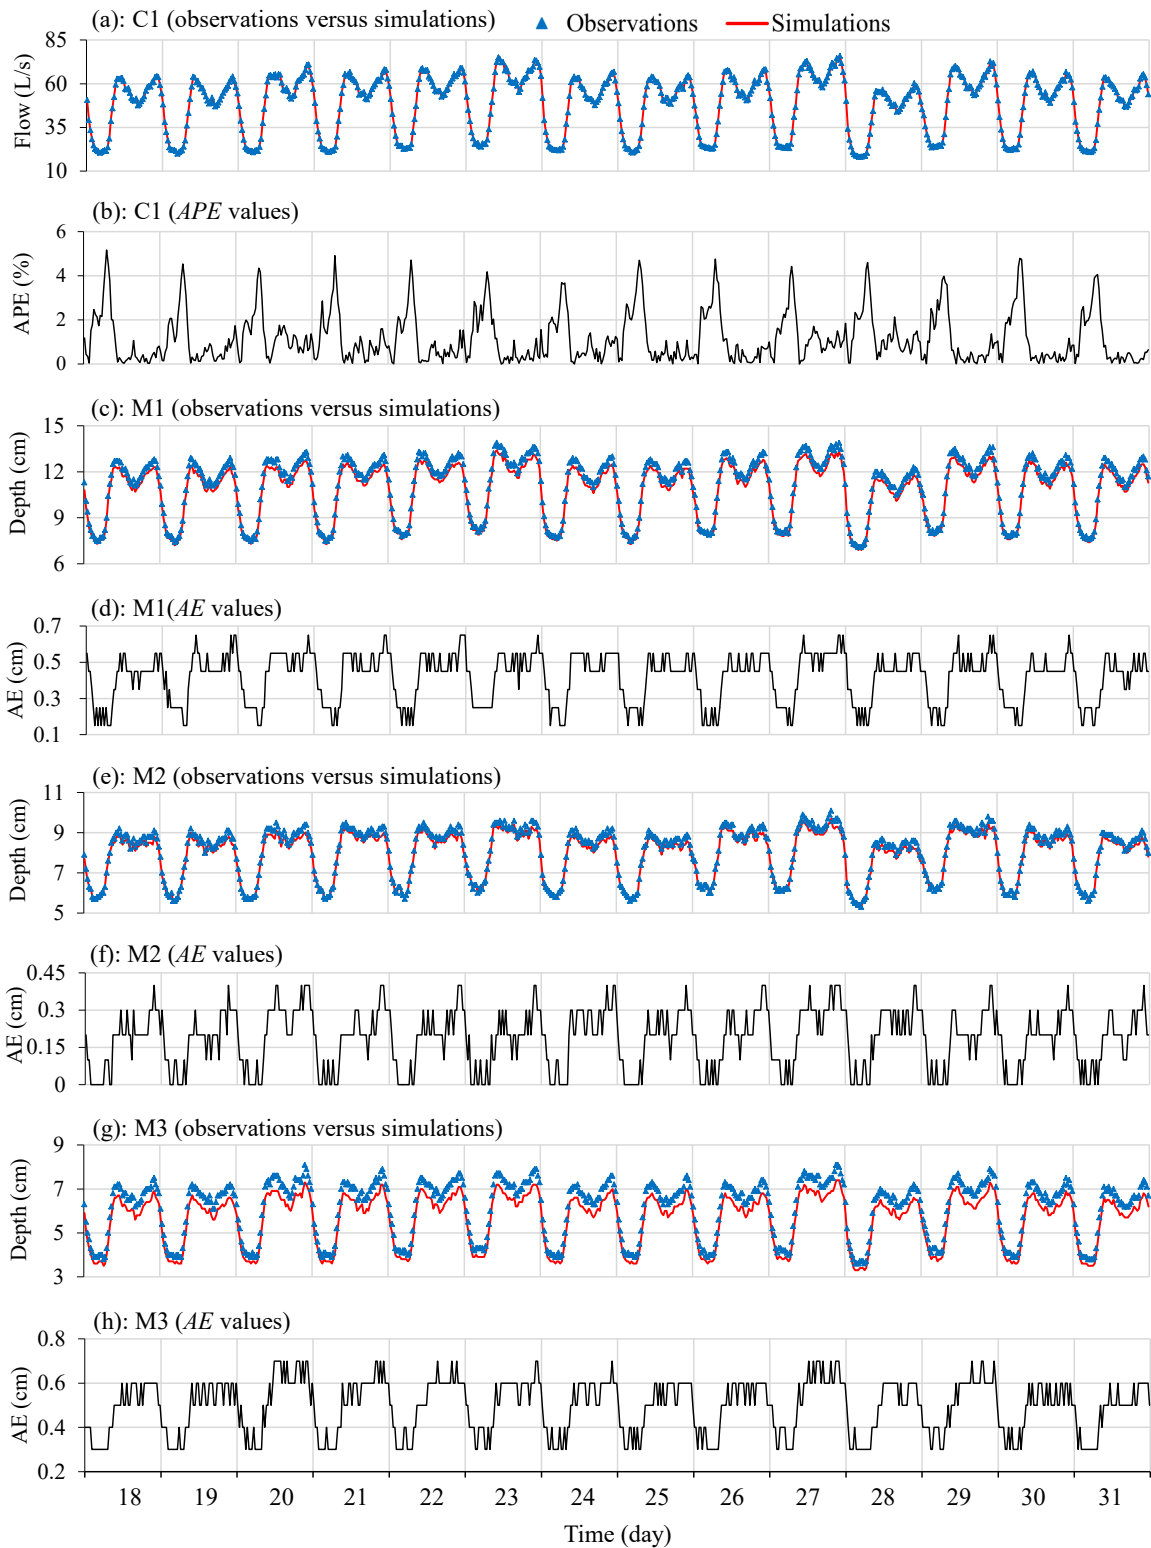 (a): C1 (observations versus simulations) Observations Simulations
85
60
35
10
Flow (L/s)
(b): C1 (APE values)
6
4
2
0
APE (%)
(c): M1 (observations versus simulations)
15
12
9
6
Depth (cm)
(d): M1(AE values)
0.7
0.5
0.3
0.1
AE (cm)
(e): M2 (observations versus simulations)
11
9
7
5
Depth (cm)
(f): M2 (AE values)
0.45
0.3
0.15
0
AE (cm)
(g): M3 (observations versus simulations)
9
7
5
3
Depth (cm)
(h): M3 (AE values)
0.8
0.6
0.4
0.2
AE (cm)
18 19 20 21 22 23 24 25 26 27 28 29 30 31
Time (day)